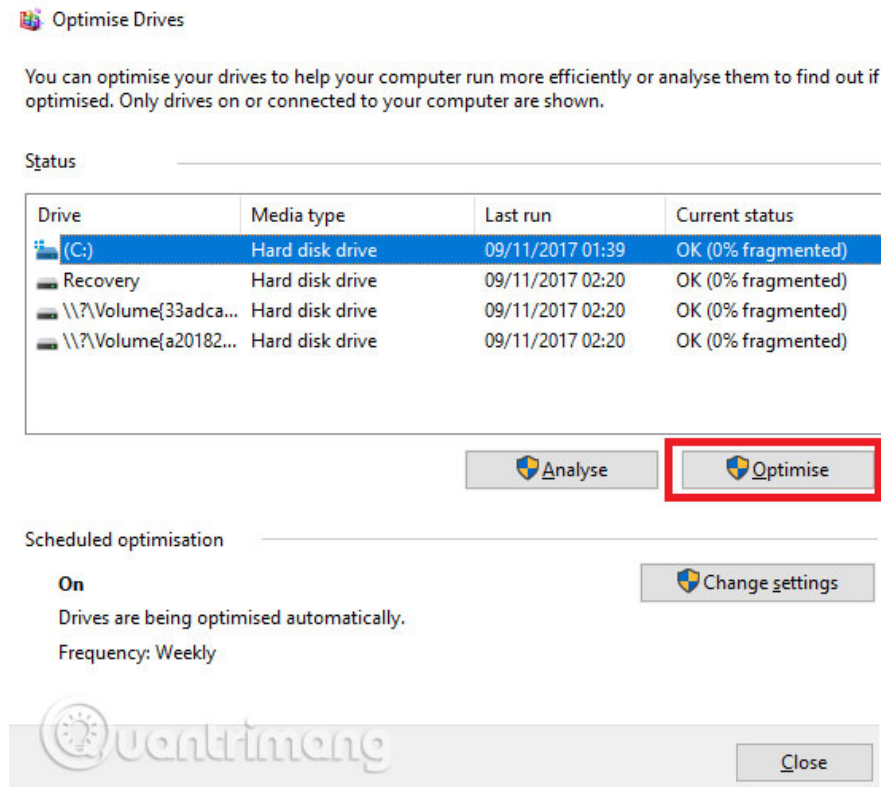 Optimise Drives
You can optimise your drives to help your computer run more efficiently or analyse them to find out if
optimised. Only drives on or connected to your computer are shown.
Status
Drive Media type Last run Current status
(C:) Hard disk drive 09/11/2017 01:39 OK (0% fragmented)
Recovery Hard disk drive 09/11/2017 02:20 OK (0% fragmented)
\\?\Volume{33adca... Hard disk drive 09/11/2017 02:20 OK (0% fragmented)
\\?\Volume{a20182... Hard disk drive 09/11/2017 02:20 OK (0% fragmented)
Analyse Optimise
Scheduled optimisation
On
Change settings
Drives are being optimised automatically.
Frequency: Weekly
Quantrimang
Close